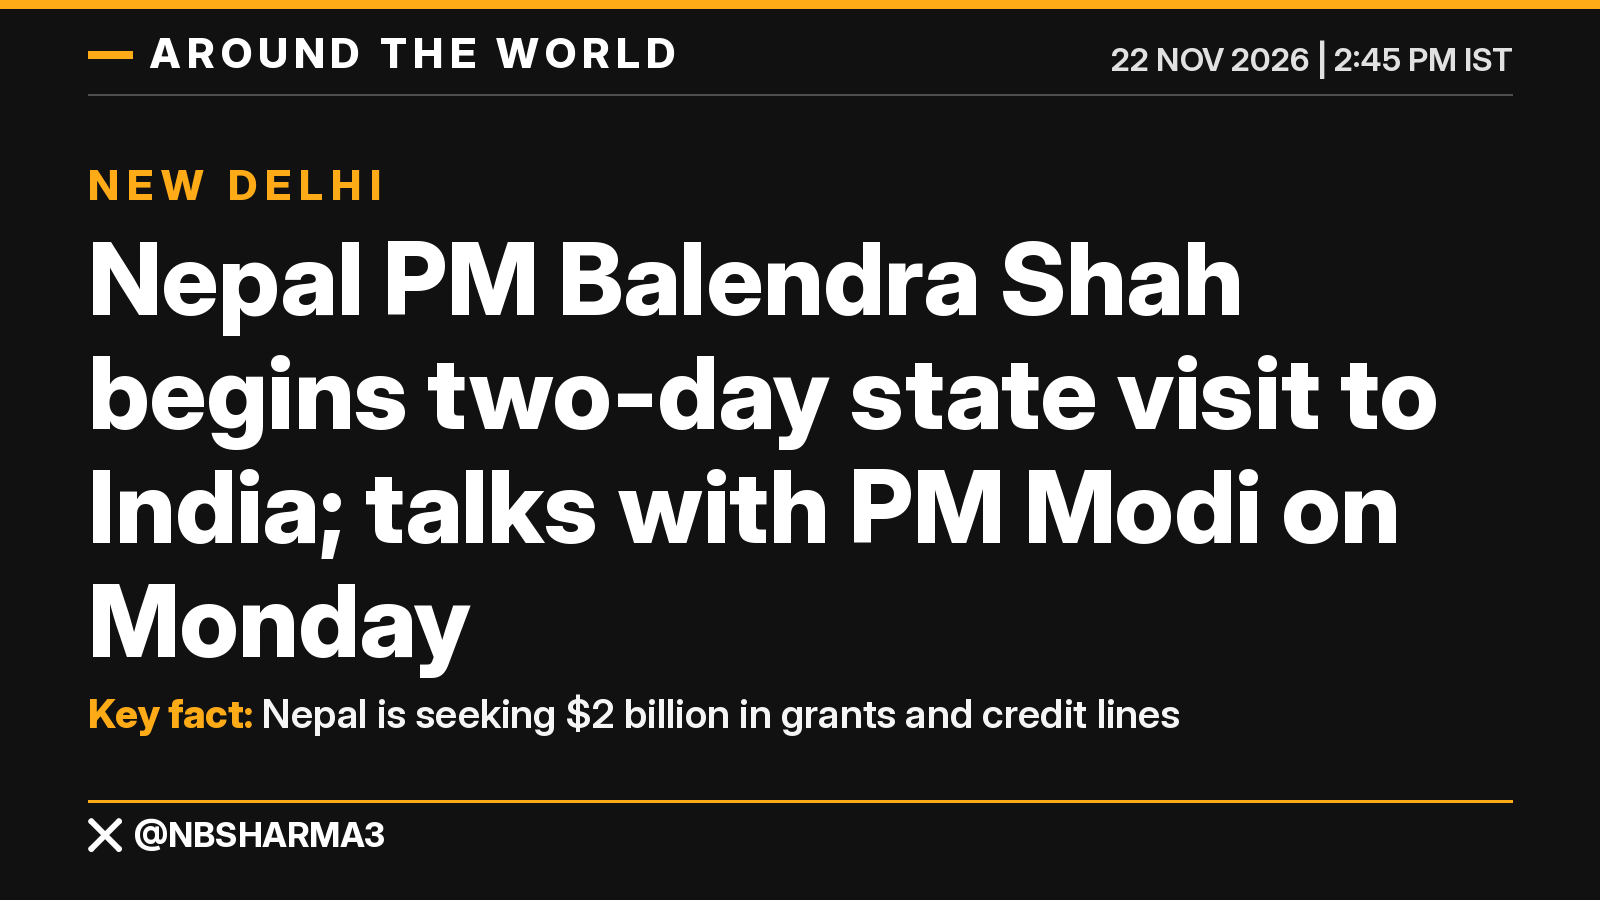 AROUND THE WORLD
22 NOV 2026 | 2:45 PM IST
NEW DELHI
Nepal PM Balendra Shah
begins two-day state visit to
India; talks with PM Modi on
Monday
Key fact: Nepal is seeking $2 billion in grants and credit lines
@NBSHARMA3